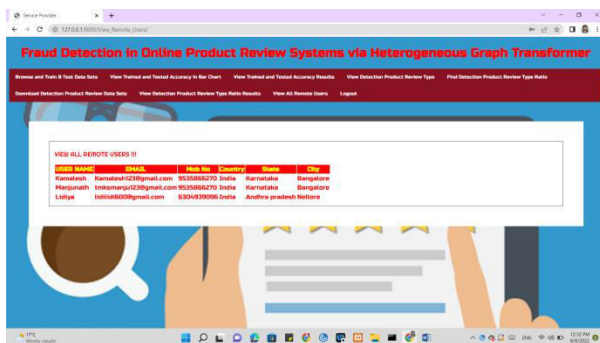 Service Provider
127.0.0.1:8000/View_Remote_Users/
Fraud Detection in Online Product Review Systems via Heterogeneous Graph Transformer
Browse and Train & Test Data Sets View Trained and Tested Accuracy in Bar Chart View Trained and Tested Accuracy Results View Detection Product Review Type Find Detection Product Review Type Ratio
Download Detection Product Review Data Sets View Detection Product Review Type Ratio Results View All Remote Users Logout
VIEW ALL REMOTE USERS !!!
USER NAME EMAIL Mob No Country State City
Kamalesh Kamalesh123@gmail.com 9535866270 India Karnataka Bangalore
Manjunath tmksmanju123@gmail.com 9535866270 India Karnataka Bangalore
Lidiya 6304939096 India Andhra pradesh Nellore
17°C
Mostly cloudy
ENG
12:32 PM